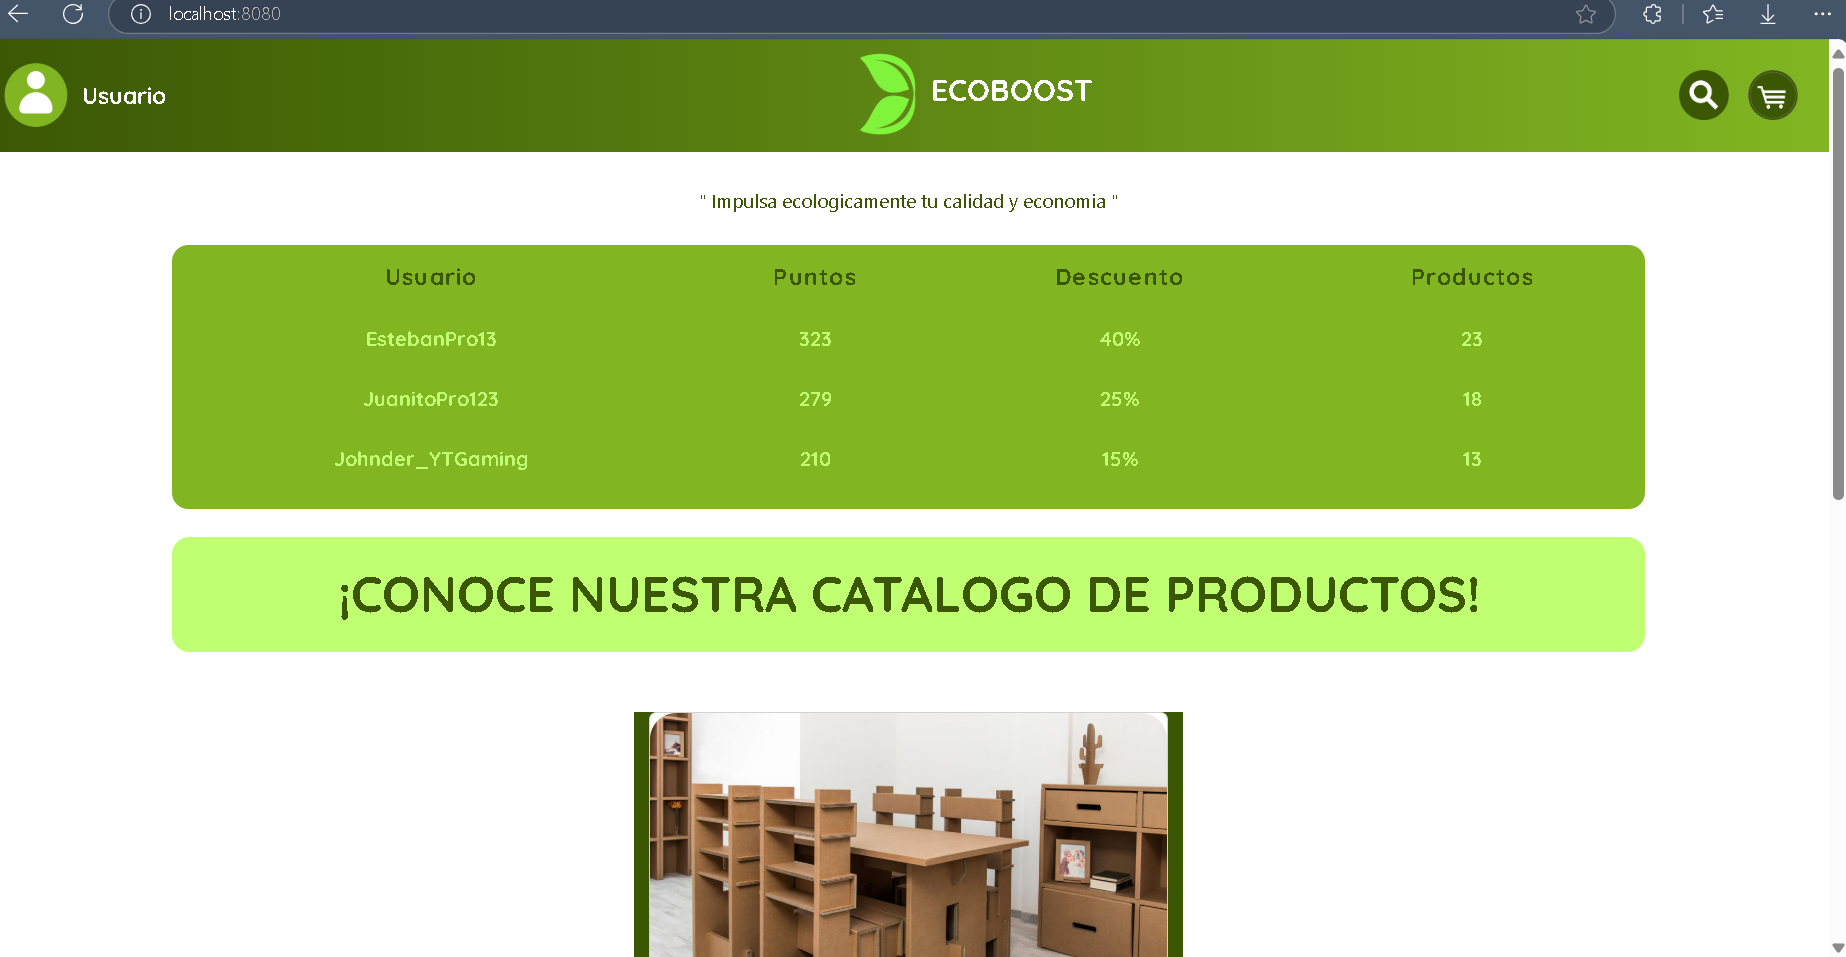 localhost:8080
Usuario
ECOBOOST
" Impulsa ecologicamente tu calidad y economia "
Usuario Puntos Descuento Productos
EstebanPro13 323 40% 23
JuanitoPro123 279 25% 18
Johnder_YTGaming 210 15% 13
¡CONOCE NUESTRA CATALOGO DE PRODUCTOS!